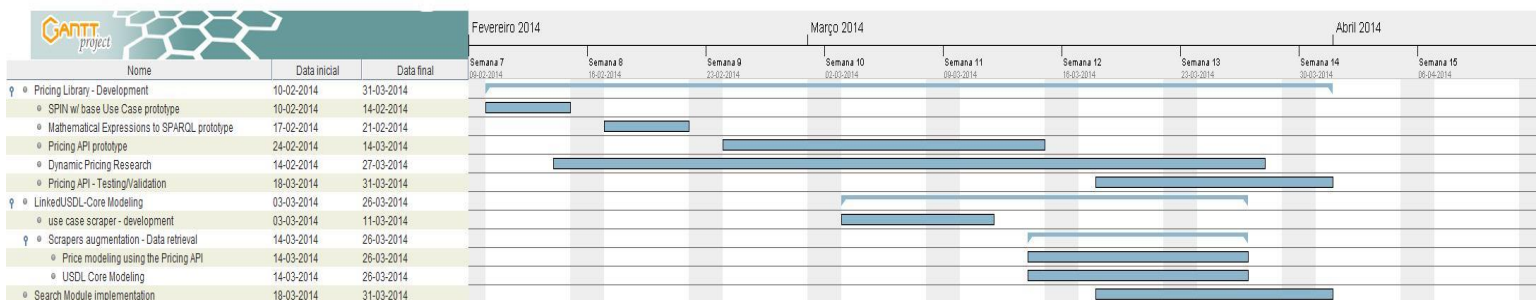 GANTT
project
Fevereiro 2014 Março 2014 Abril 2014
Nome Data inicial Data final
Semana 7 Semana 8 Semana 9 Semana 10 Semana 11 Semana 12 Semana 13 Semana 14 Semana 15
09-02-2014 16-02-2014 23-02-2014 02-03-2014 09-03-2014 16-03-2014 23-03-2014 30-03-2014 06-04-2014
Pricing Library - Development 10-02-2014 31-03-2014
SPIN w/ base Use Case prototype 10-02-2014 14-02-2014
Mathematical Expressions to SPARQL prototype 17-02-2014 21-02-2014
Pricing API prototype 24-02-2014 14-03-2014
Dynamic Pricing Research 14-02-2014 27-03-2014
Pricing API - Testing/Validation 18-03-2014 31-03-2014
LinkedUSDL-Core Modeling 03-03-2014 26-03-2014
use case scraper - development 03-03-2014 11-03-2014
Scrapers augmentation - Data retrieval 14-03-2014 26-03-2014
Price modeling using the Pricing API 14-03-2014 26-03-2014
USDL Core Modeling 14-03-2014 26-03-2014
Search Module implementation 18-03-2014 31-03-2014